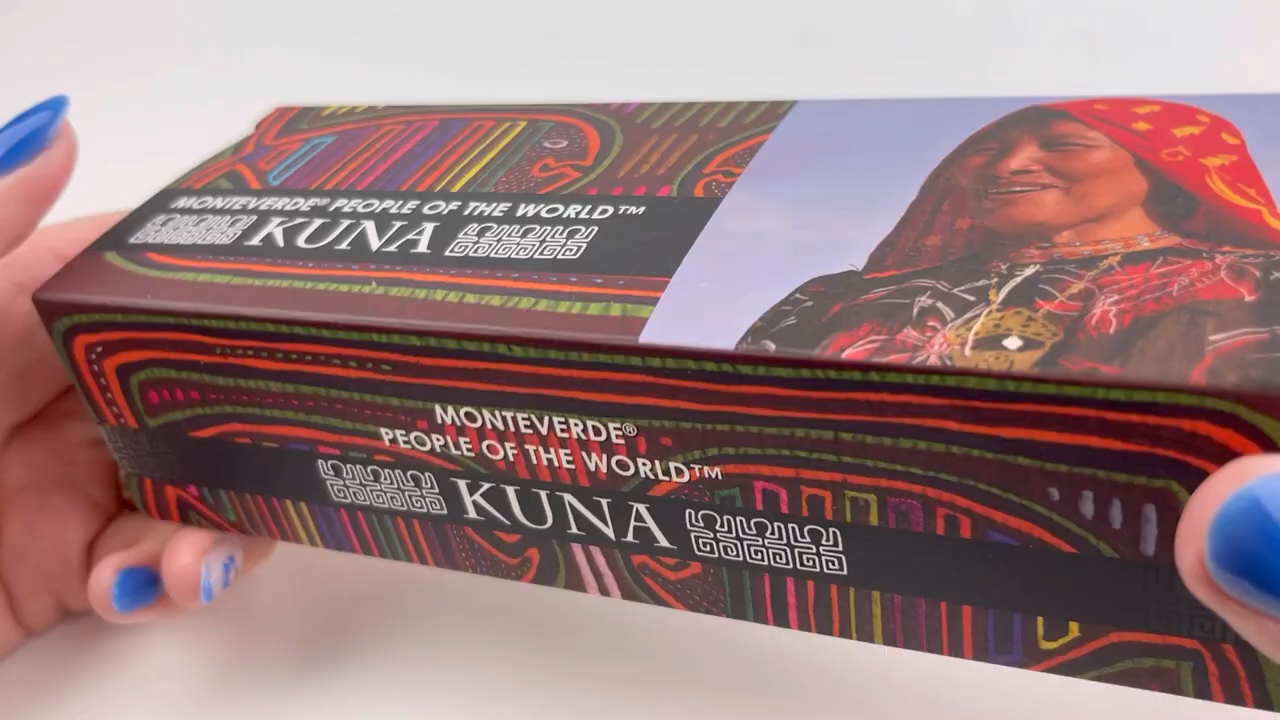 MONTEVERDE® PEOPLE OF THE WORLD™
KUNA
MONTEVERDE®
PEOPLE OF THE WORLD™
KUNA